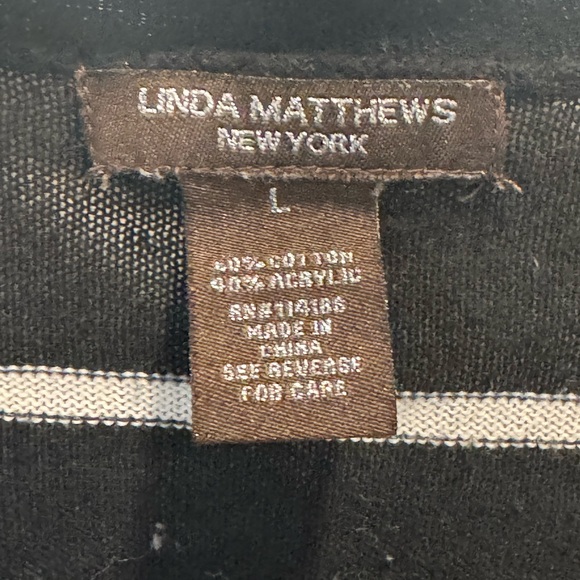 LINDA MATTHEWS
NEW YORK
L
60% COTTON
40% ACRYLIC
RN#114186
MADE IN
CHINA
SEE REVERSE
FOR CARE